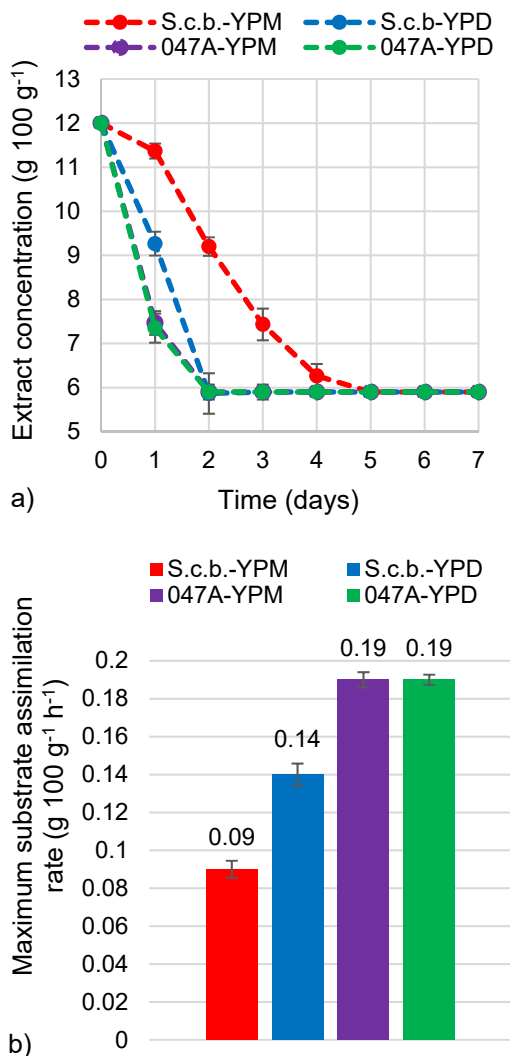 S.c.b.-YPM S.c.b-YPD
047A-YPM 047A-YPD
Extract concentration (g 100 g⁻¹)
13
12
11
10
9
8
7
6
5
0 1 2 3 4 5 6 7
Time (days)
a)
S.c.b.-YPM S.c.b.-YPD
047A-YPM 047A-YPD
Maximum substrate assimilation
rate (g 100 g⁻¹ h⁻¹)
0.2
0.18
0.16
0.14
0.12
0.1
0.08
0.06
0.04
0.02
0
0.09
0.14
0.19
0.19
b)